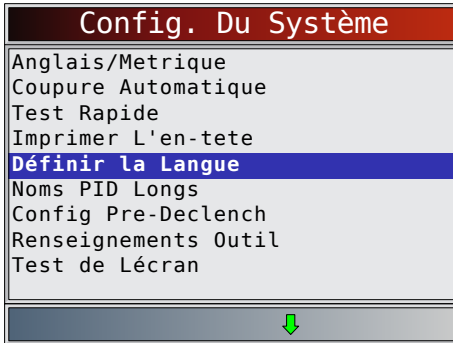 Config. Du Système
Anglais/Metrique
Coupure Automatique
Test Rapide
Imprimer L'en-tete
Définir la Langue
Noms PID Longs
Config Pre-Declench
Renseignements Outil
Test de Lécran